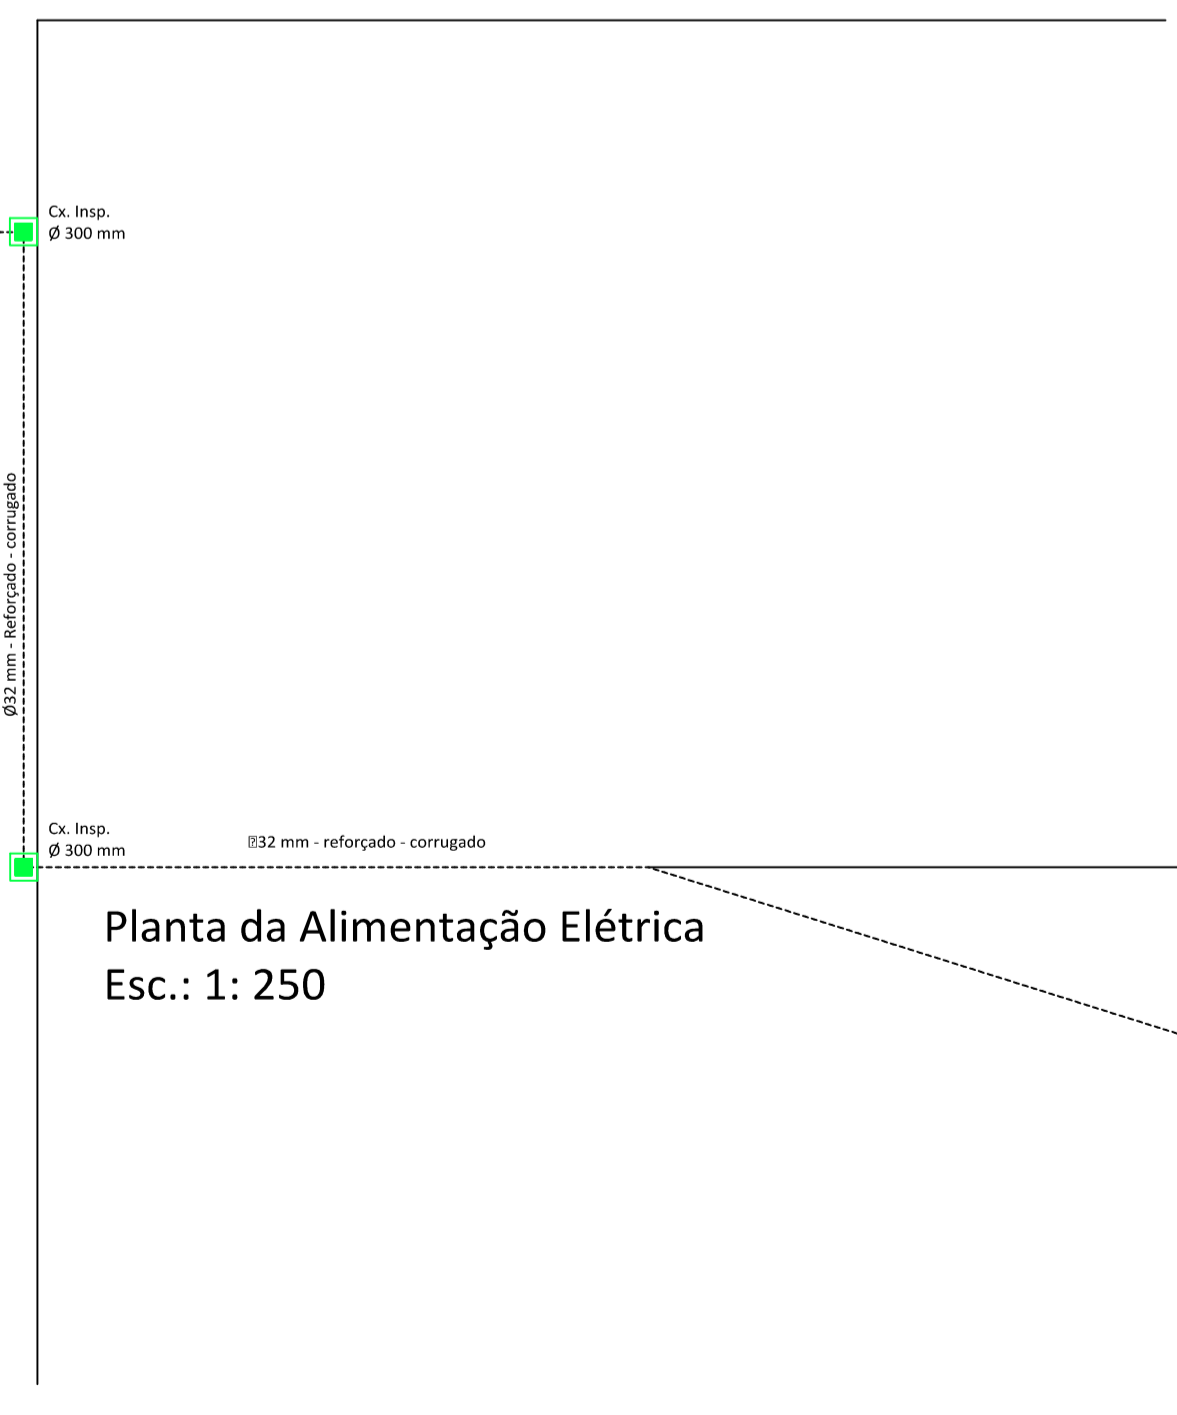 Cx. Insp.
Ø 300 mm
Ø32 mm - Reforçado - corrugado
Cx. Insp.
Ø 300 mm
⍰32 mm - reforçado - corrugado
Planta da Alimentação Elétrica
Esc.: 1: 250